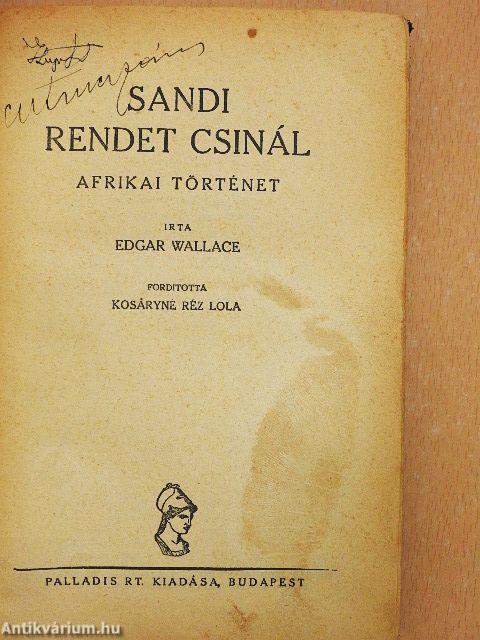 SANDI
RENDET CSINÁL
AFRIKAI TÖRTÉNET
IRTA
EDGAR WALLACE
FORDITOTTA
KOSÁRYNÉ RÉZ LOLA
PALLADIS RT. KIADÁSA, BUDAPEST
Antikvárium.hu